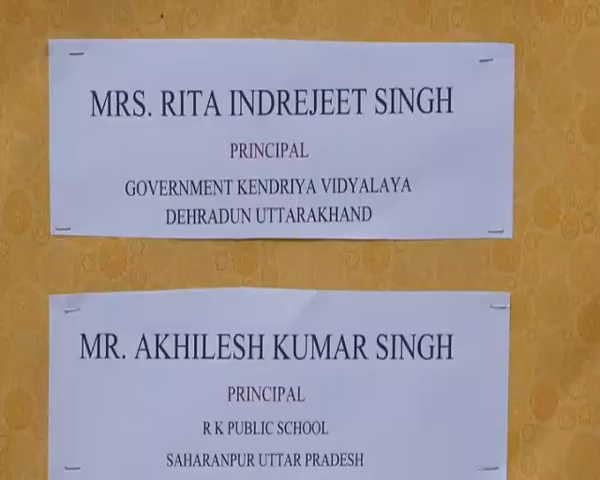 MRS. RITA INDREJEET SINGH
PRINCIPAL
GOVERNMENT KENDRIYA VIDYALAYA
DEHRADUN UTTARAKHAND
MR. AKHILESH KUMAR SINGH
PRINCIPAL
R K PUBLIC SCHOOL
SAHARANPUR UTTAR PRADESH